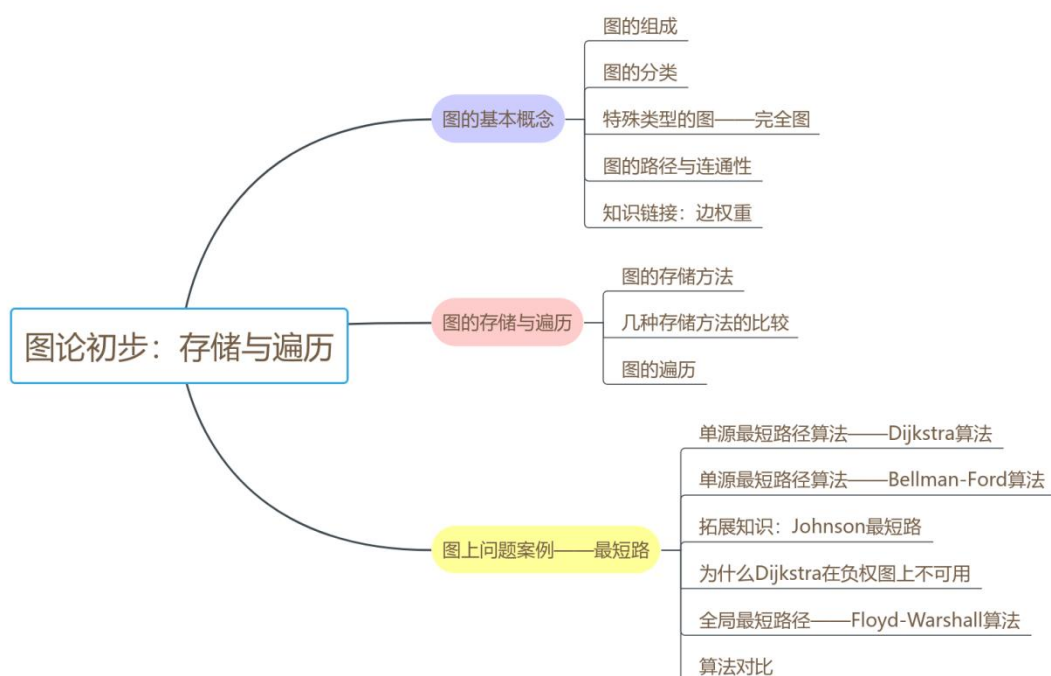 图论初步：存储与遍历
图的基本概念
图的组成
图的分类
特殊类型的图——完全图
图的路径与连通性
知识链接：边权重
图的存储与遍历
图的存储方法
几种存储方法的比较
图的遍历
图上问题案例——最短路
单源最短路径算法——Dijkstra算法
单源最短路径算法——Bellman-Ford算法
拓展知识：Johnson最短路
为什么Dijkstra在负权图上不可用
全局最短路径——Floyd-Warshall算法
算法对比